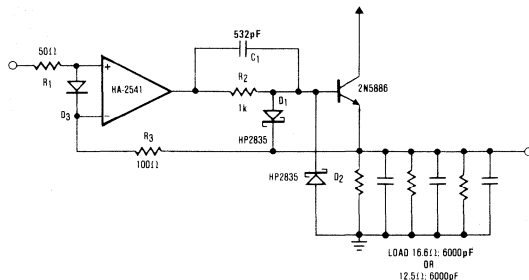 532pF
C1
50Ω
R1
+
HA-2541
-
D3
R2
1k
D1
HP2835
2N5886
R3
100Ω
HP2835
D2
LOAD 16.6Ω; 6000pF
OR
12.5Ω; 6000pF